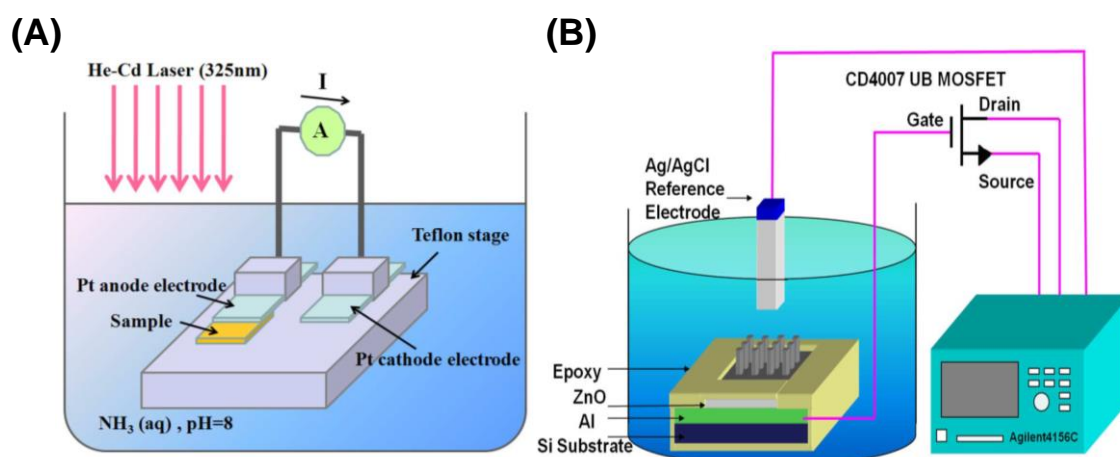 (A)
He-Cd Laser (325nm)
I
A
Teflon stage
Pt anode electrode
Sample
Pt cathode electrode
NH3 (aq) , pH=8
(B)
CD4007 UB MOSFET
Drain
Gate
Source
Ag/AgCl
Reference
Electrode
Epoxy
ZnO
Al
Si Substrate
Agilent4156C